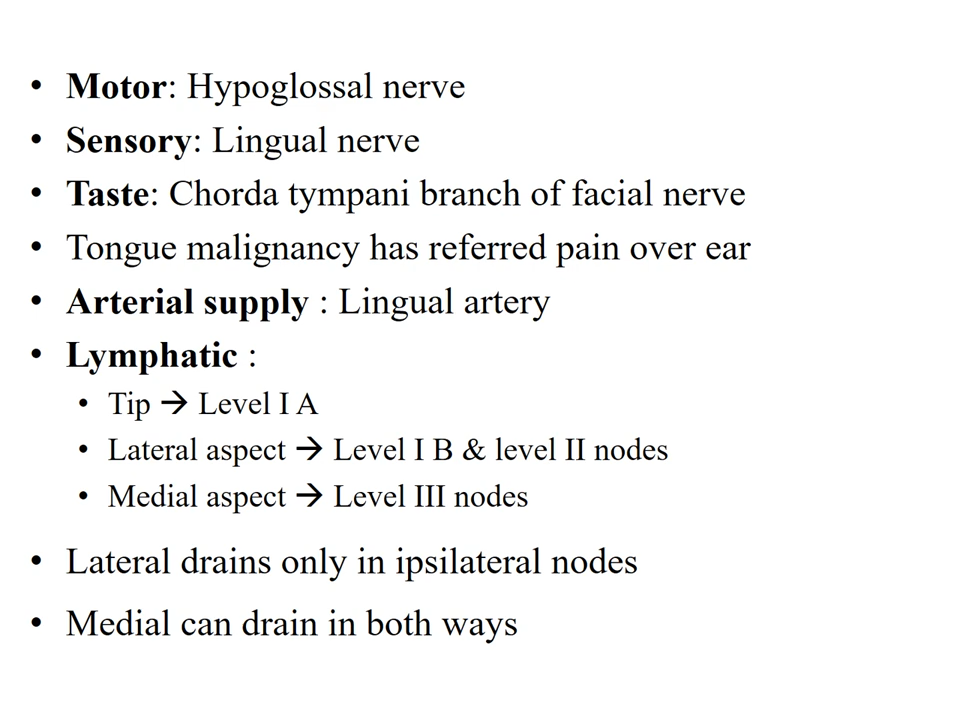 • Motor: Hypoglossal nerve
• Sensory: Lingual nerve
• Taste: Chorda tympani branch of facial nerve
• Tongue malignancy has referred pain over ear
• Arterial supply : Lingual artery
• Lymphatic :
• Tip → Level I A
• Lateral aspect → Level I B & level II nodes
• Medial aspect → Level III nodes
• Lateral drains only in ipsilateral nodes
• Medial can drain in both ways